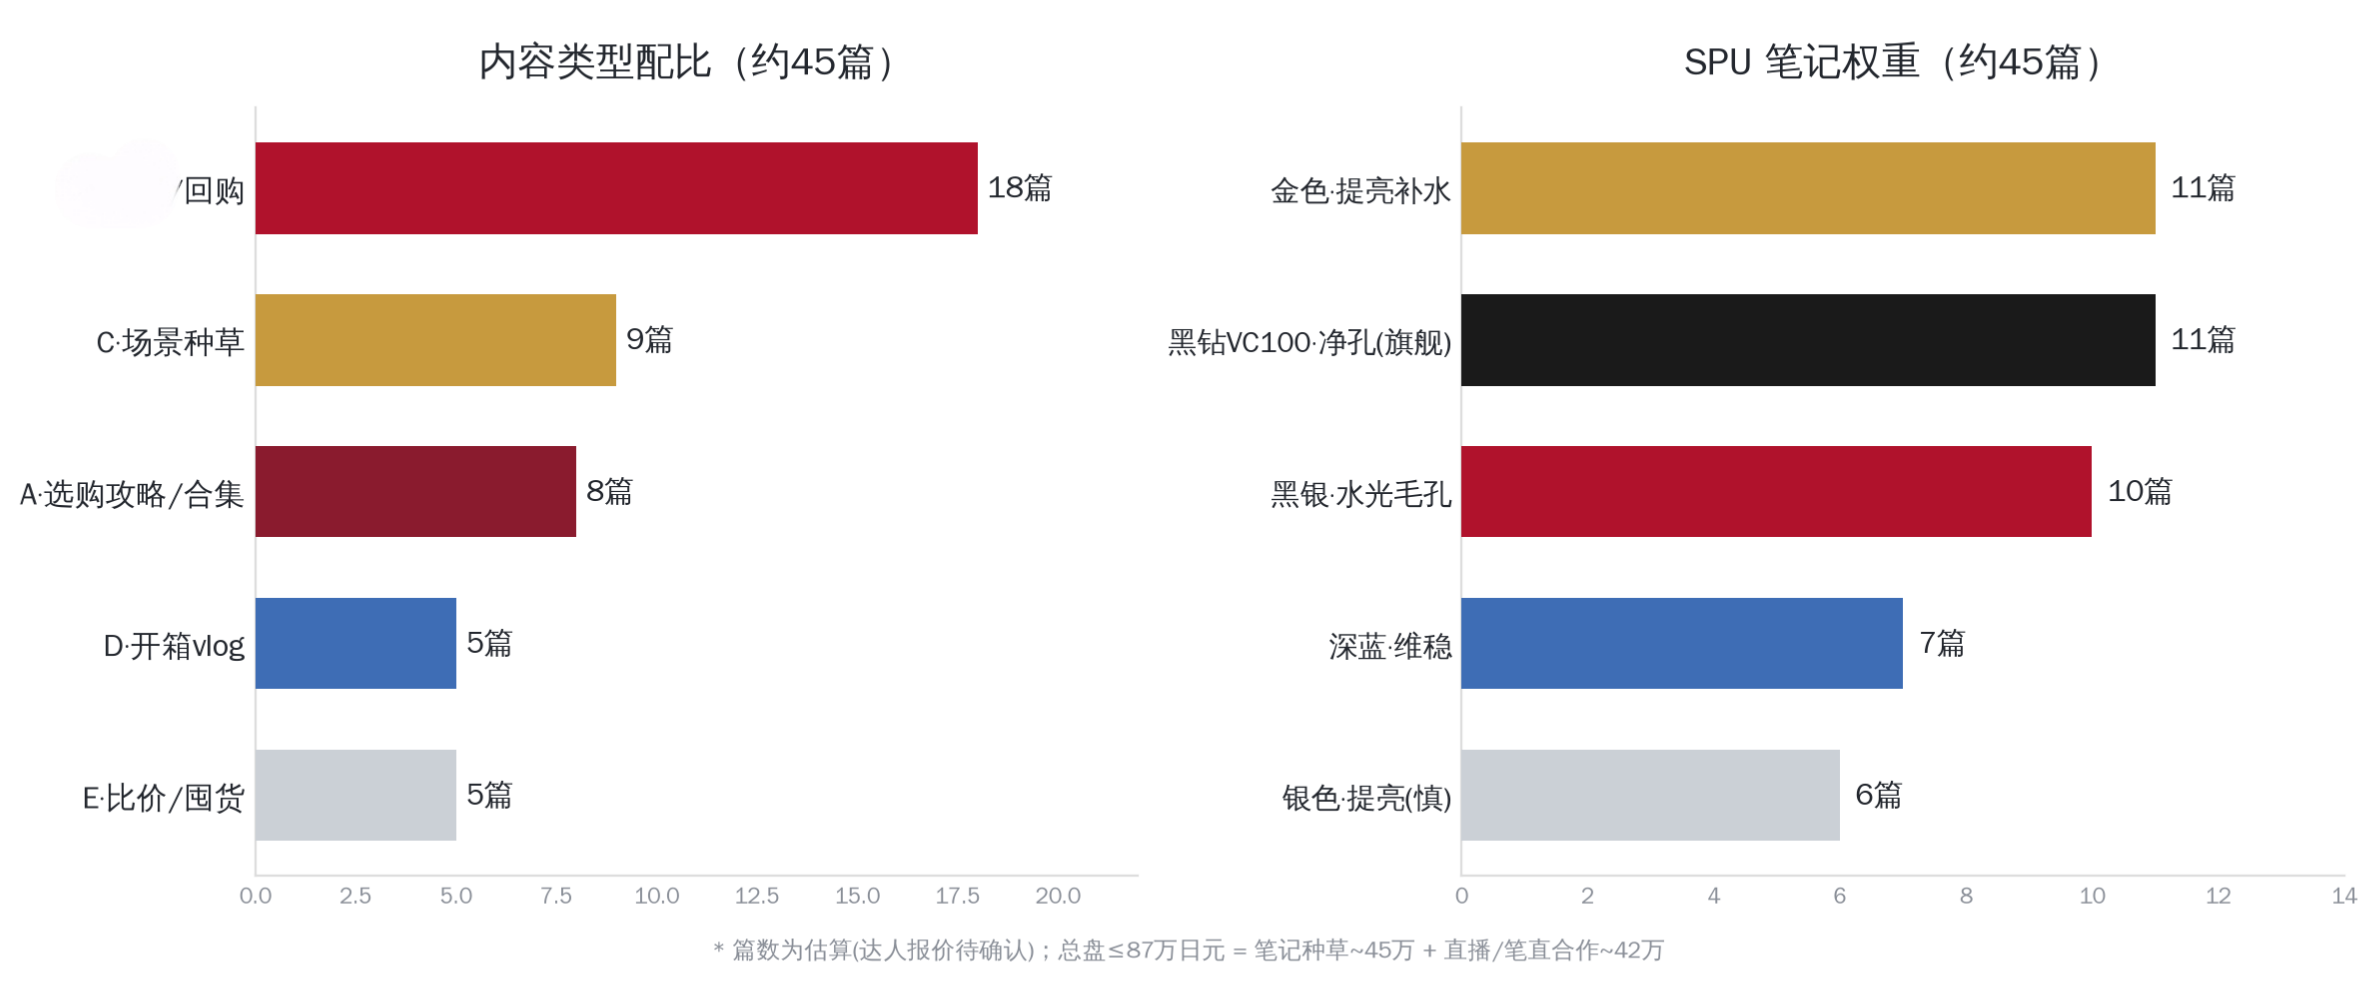 内容类型配比（约45篇）
/回购
18篇
C·场景种草
9篇
A·选购攻略/合集
8篇
D·开箱vlog
5篇
E·比价/囤货
5篇
0.0 2.5 5.0 7.5 10.0 12.5 15.0 17.5 20.0
SPU 笔记权重（约45篇）
金色·提亮补水
11篇
黑钻VC100·净孔(旗舰)
11篇
黑银·水光毛孔
10篇
深蓝·维稳
7篇
银色·提亮(慎)
6篇
0 2 4 6 8 10 12 14
* 篇数为估算(达人报价待确认)；总盘≤87万日元 = 笔记种草~45万 + 直播/笔直合作~42万